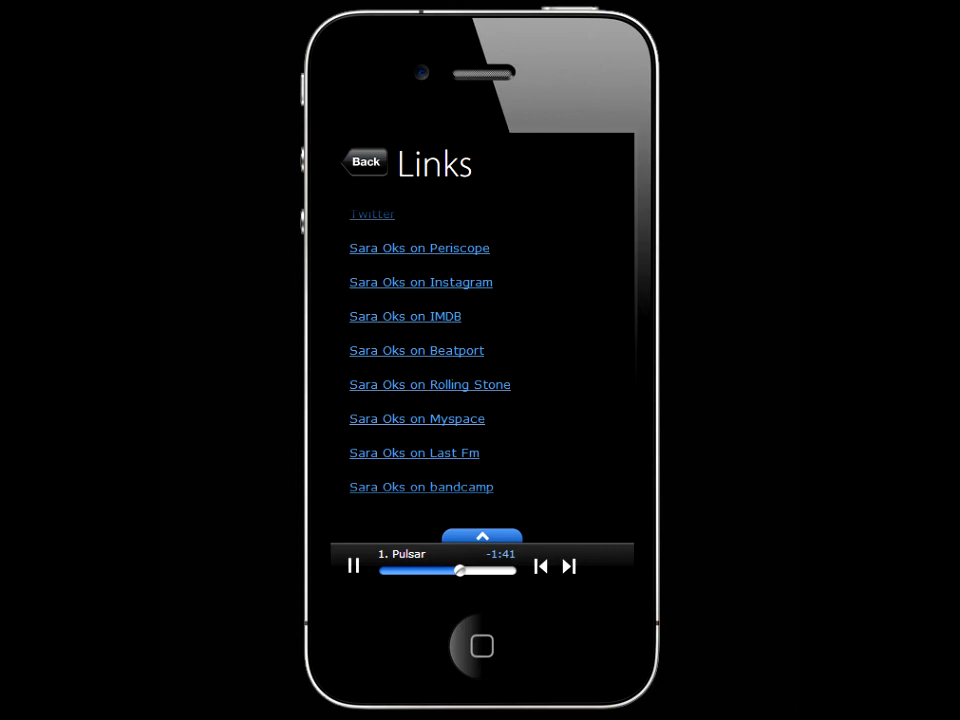 Back
Links
Twitter
Sara Oks on Periscope
Sara Oks on Instagram
Sara Oks on IMDB
Sara Oks on Beatport
Sara Oks on Rolling Stone
Sara Oks on Myspace
Sara Oks on Last Fm
Sara Oks on bandcamp
1. Pulsar -1:41